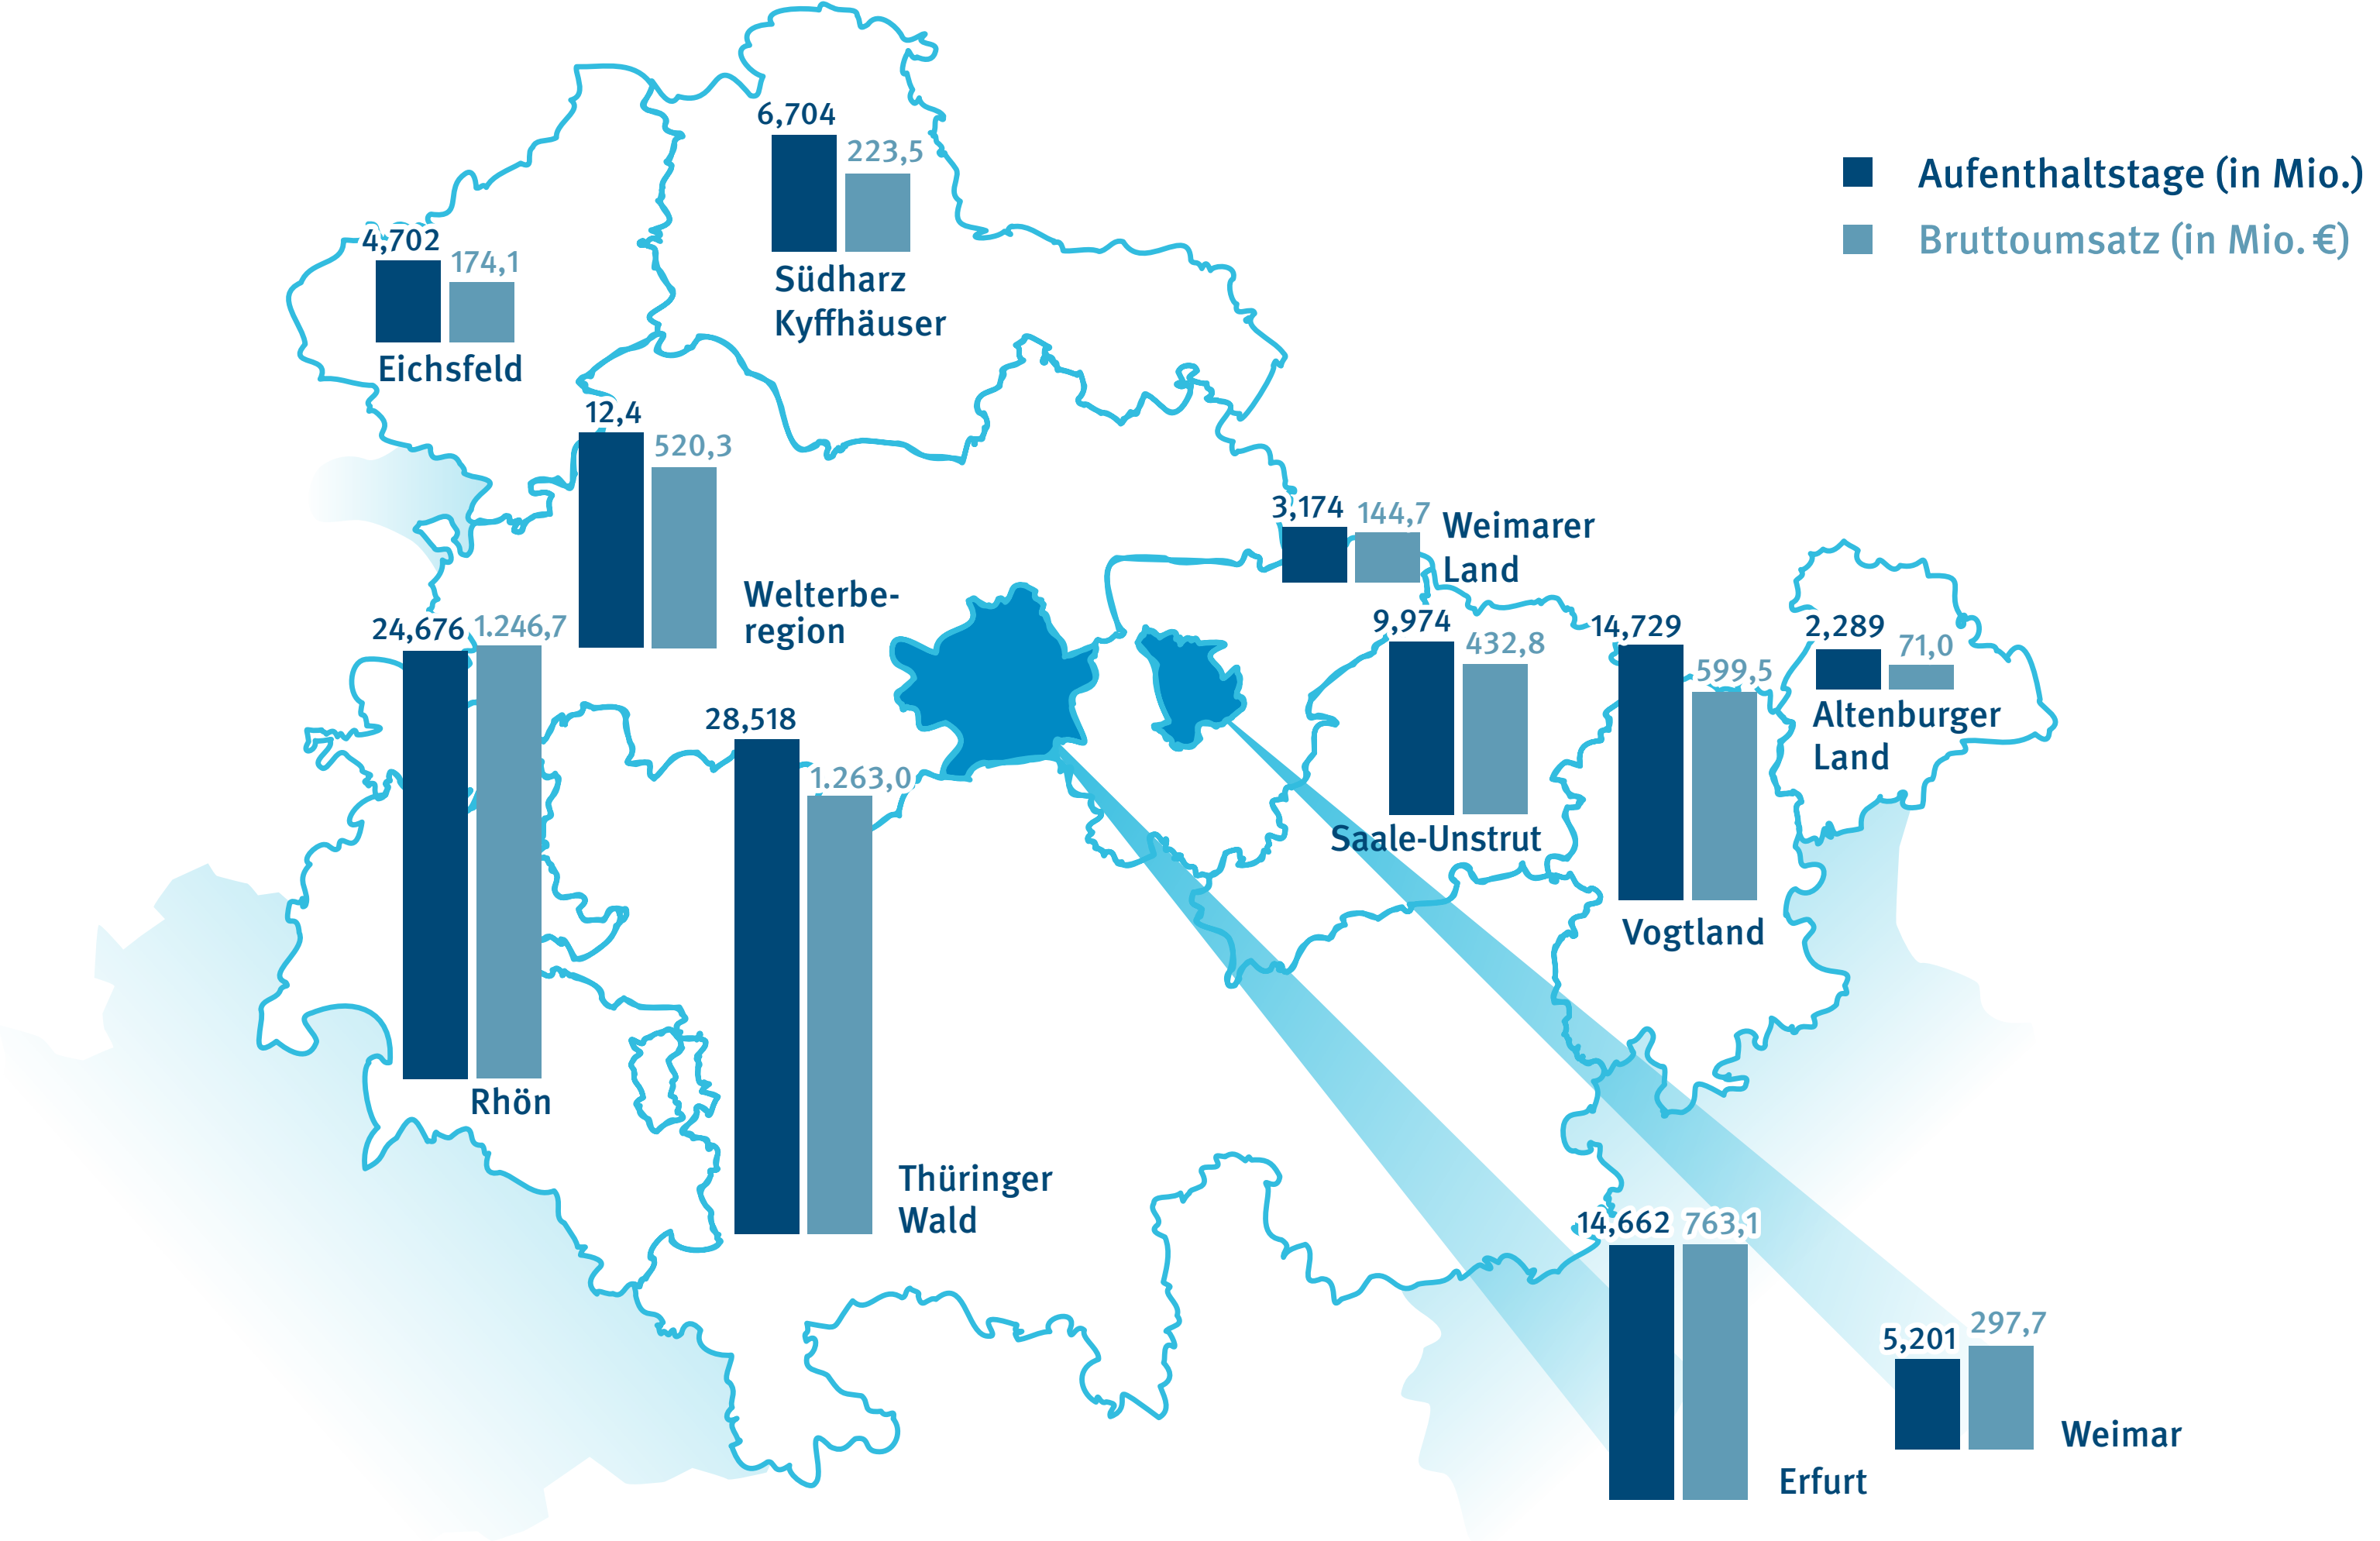 6,704
223,5
Südharz
Kyffhäuser
Aufenthaltstage (in Mio.)
Bruttoumsatz (in Mio. €)
4,702
174,1
Eichsfeld
12,4
520,3
Welterbe-
region
3,174
144,7
Weimarer
Land
24,676
1.246,7
Rhön
28,518
1.263,0
Thüringer
Wald
9,974
432,8
Saale-Unstrut
14,729
599,5
Vogtland
2,289
71,0
Altenburger
Land
14,662
763,1
Erfurt
5,201
297,7
Weimar